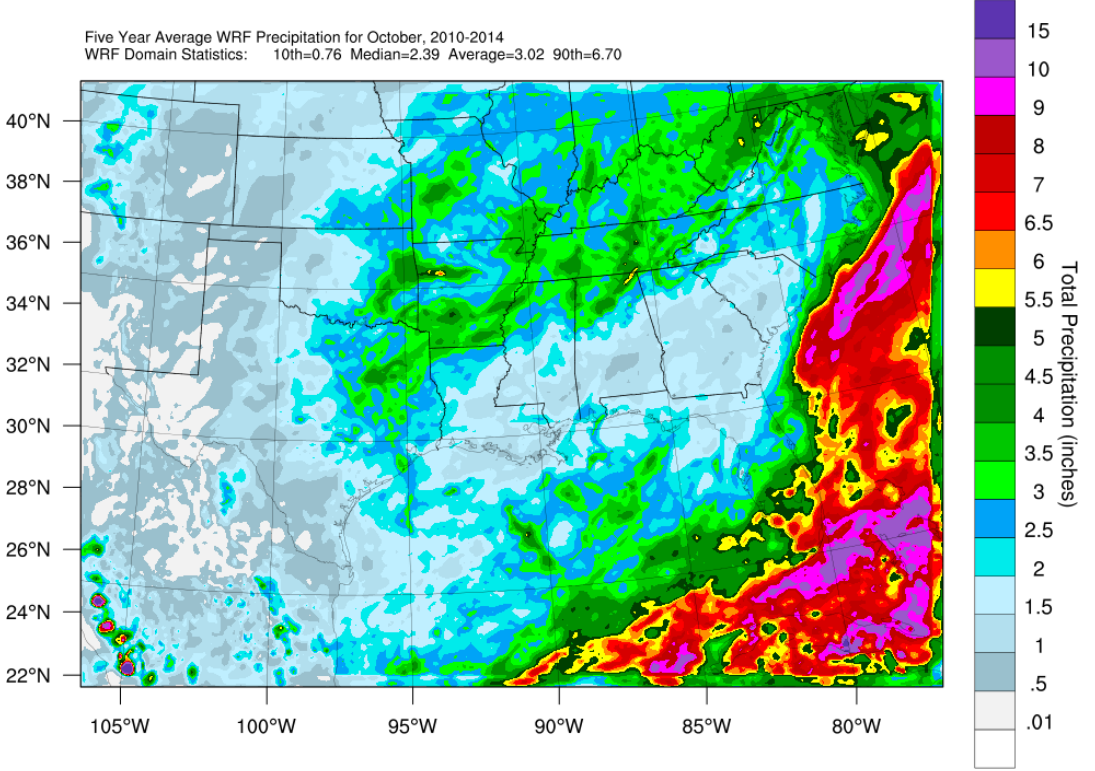 Five Year Average WRF Precipitation for October, 2010-2014
WRF Domain Statistics: 10th=0.76 Median=2.39 Average=3.02 90th=6.70
40°N
38°N
36°N
34°N
32°N
30°N
28°N
26°N
24°N
22°N
105°W 100°W 95°W 90°W 85°W 80°W
15
10
9
8
7
6.5
6
5.5
5
4.5
4
3.5
3
2.5
2
1.5
1
.5
.01
Total Precipitation (inches)